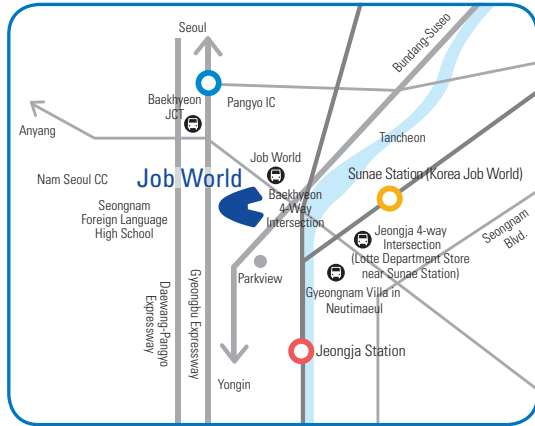 Seoul
Bundang-Suseo
Baekhyeon
JCT
Pangyo IC
Anyang
Tancheon
Job World
Nam Seoul CC
Job World
Sunae Station (Korea Job World)
Baekhyeon
4-Way
Intersection
Seongnam
Foreign Language
High School
Seongnam
Blvd.
Jeongja 4-way
Intersection
(Lotte Department Store
near Sunae Station)
Parkview
Gyeongnam Villa in
Neutimaeul
Daewang-Pangyo
Expressway
Gyeongbu Expressway
Jeongja Station
Yongin